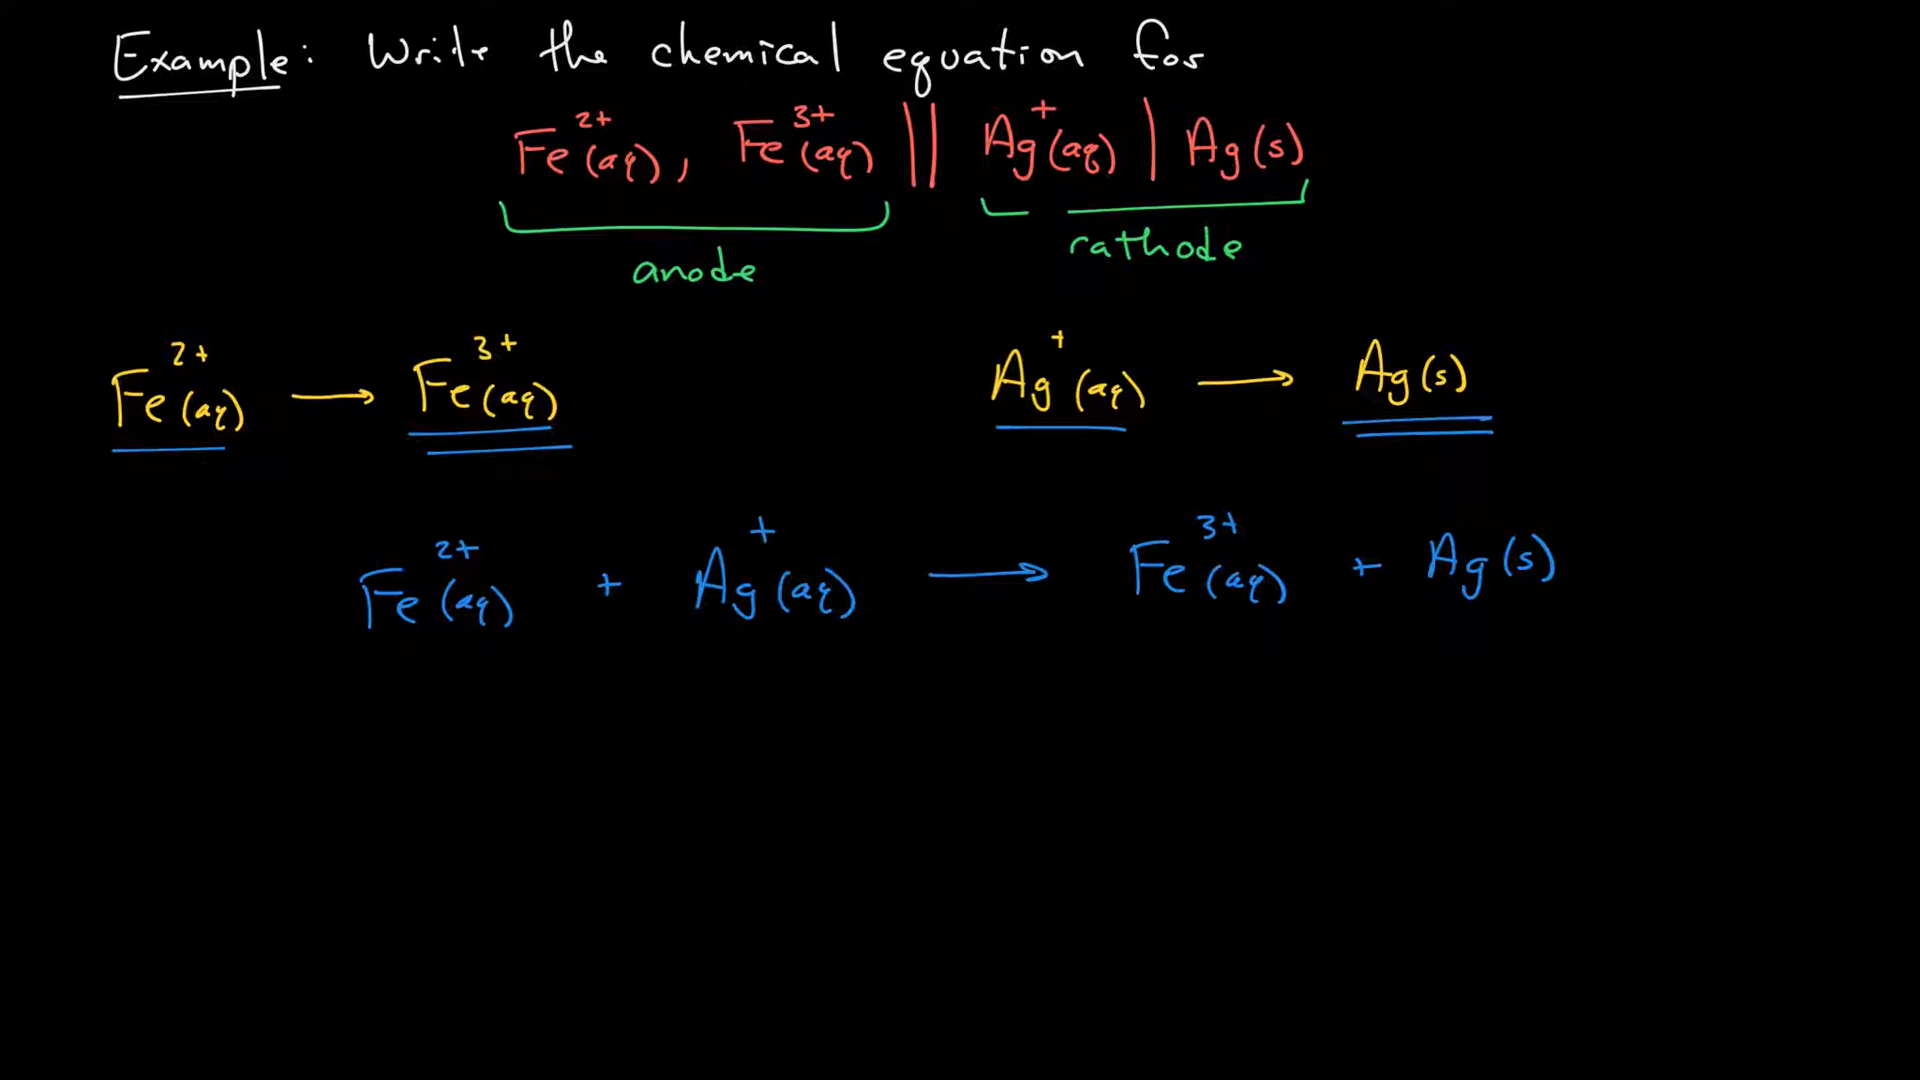 Example: Write the chemical equation for
Fe²⁺(aq), Fe³⁺(aq) || Ag⁺(aq) | Ag(s)
anode rathode
Fe²⁺(aq) → Fe³⁺(aq) Ag⁺(aq) → Ag(s)
Fe²⁺(aq) + Ag⁺(aq) → Fe³⁺(aq) + Ag(s)